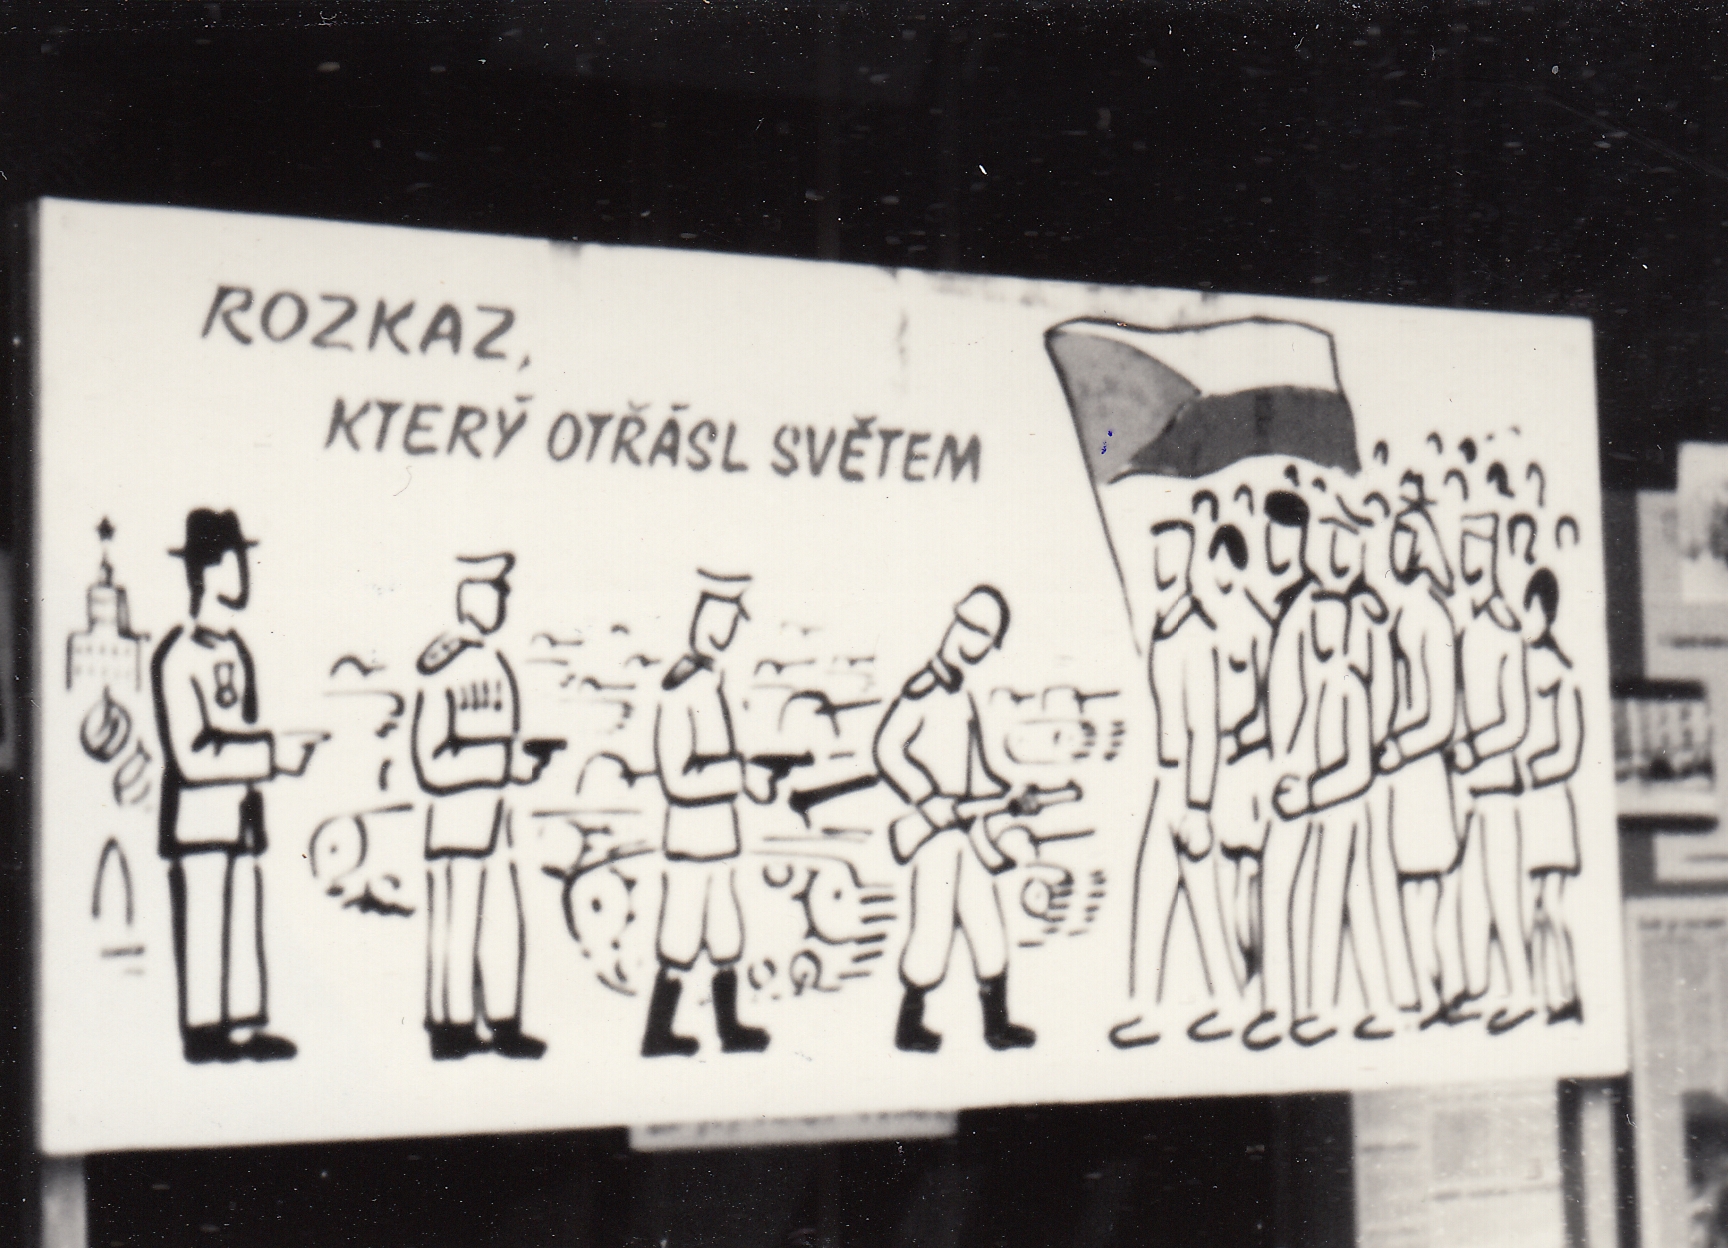 ROZKAZ,
KTERÝ OTŘÁSL SVĚTEM